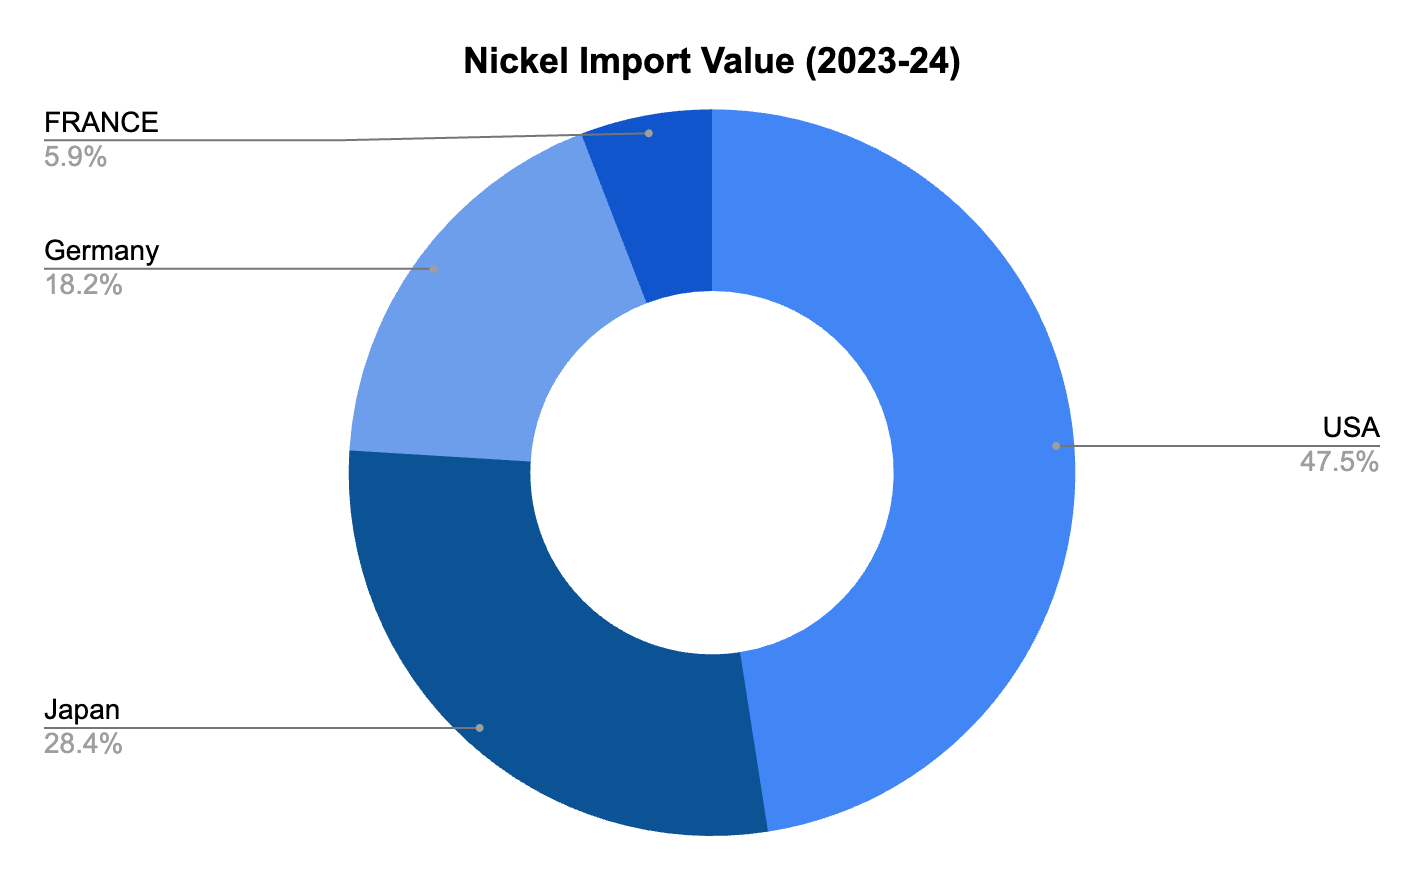 Nickel Import Value (2023-24)
FRANCE
5.9%
Germany
18.2%
USA
47.5%
Japan
28.4%